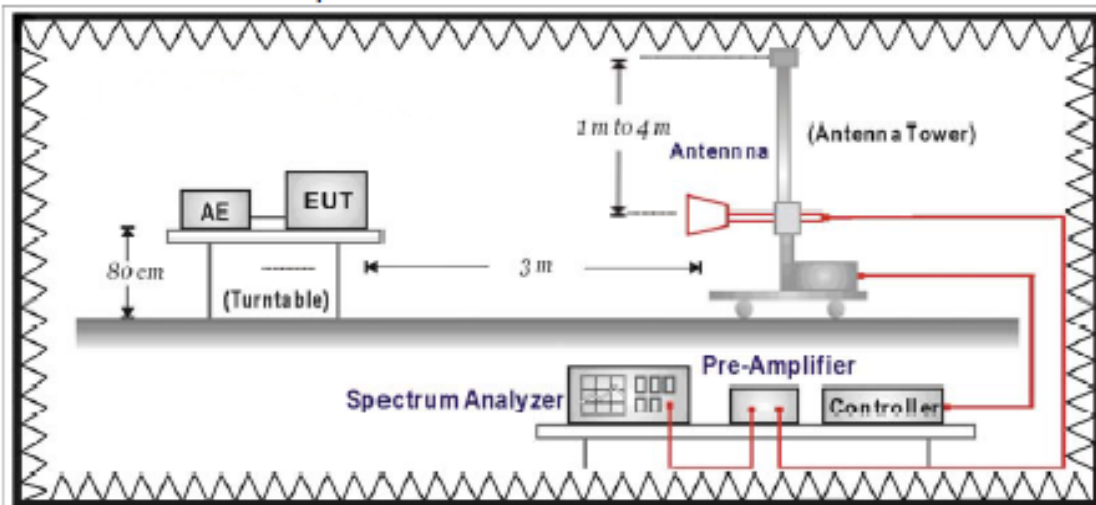 1 m to 4 m
(Antenna Tower)
Antennna
AE
EUT
80 cm
3 m
(Turntable)
Pre-Amplifier
Spectrum Analyzer
Controller